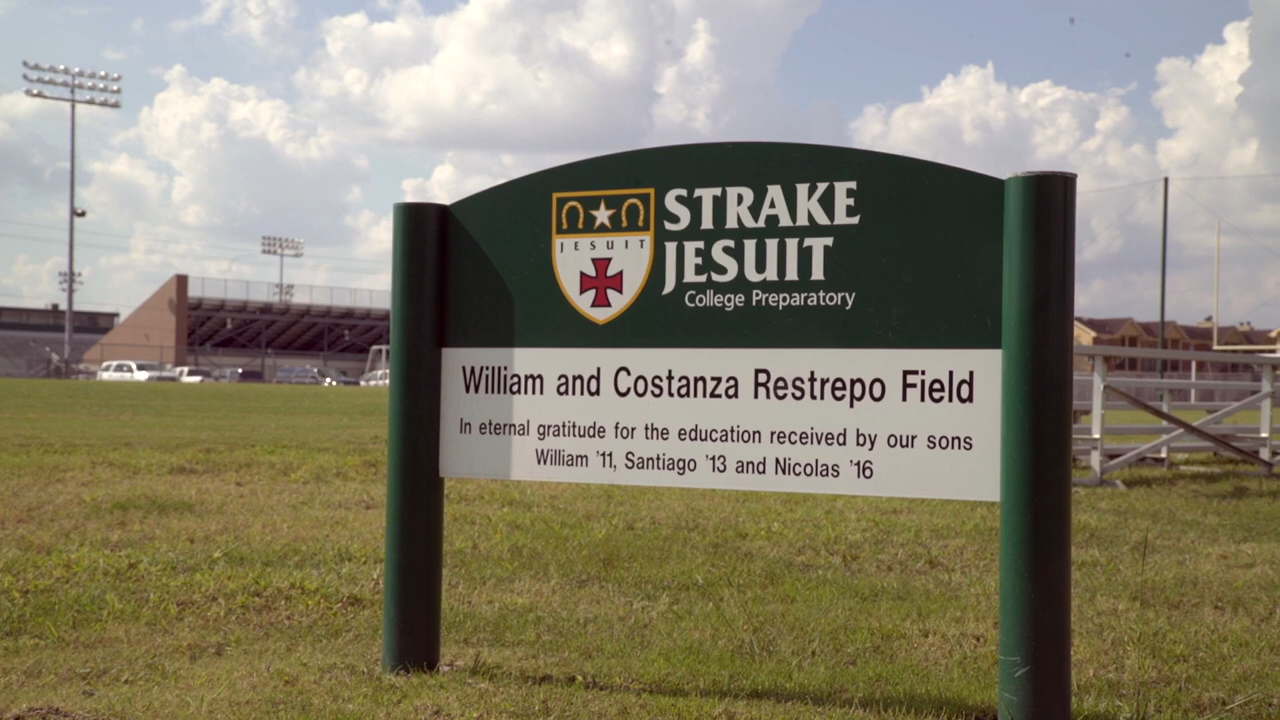 JESUIT
STRAKE
JESUIT
College Preparatory
William and Costanza Restrepo Field
In eternal gratitude for the education received by our sons
William '11, Santiago '13 and Nicolas '16